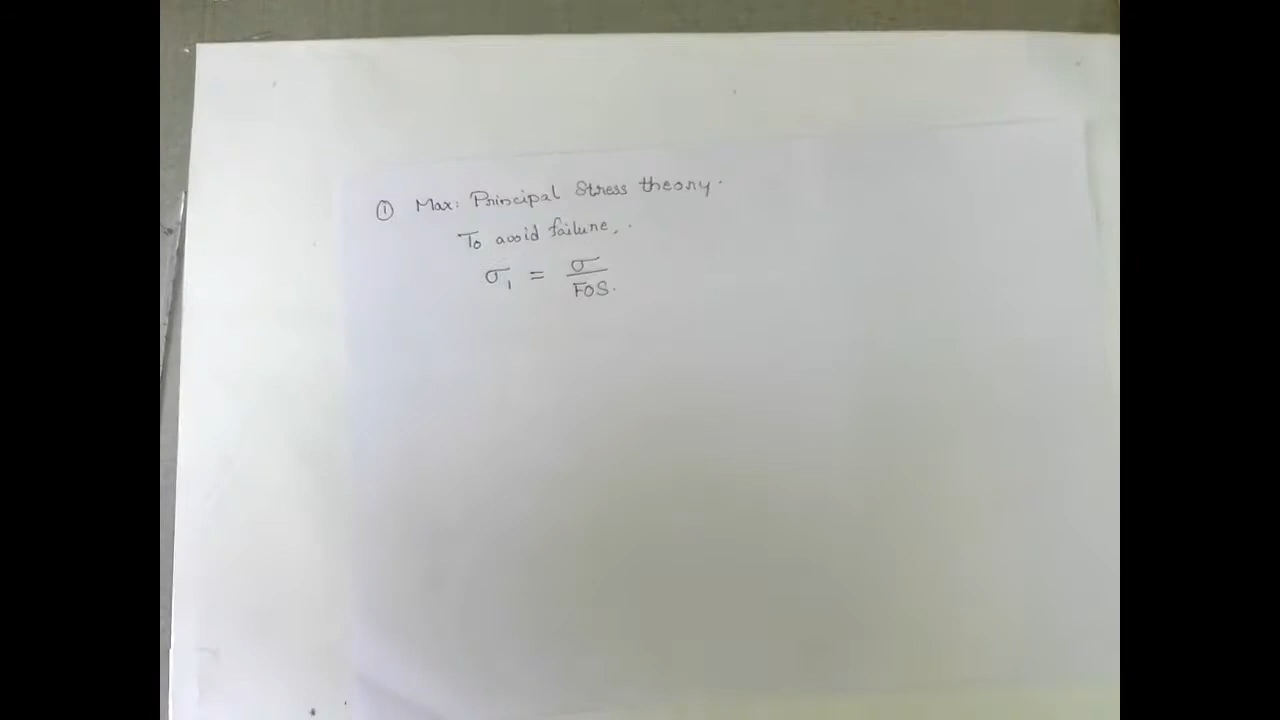 ① Max: Principal Stress theory.
To avoid failure,.
σ₁ = σ / FOS.